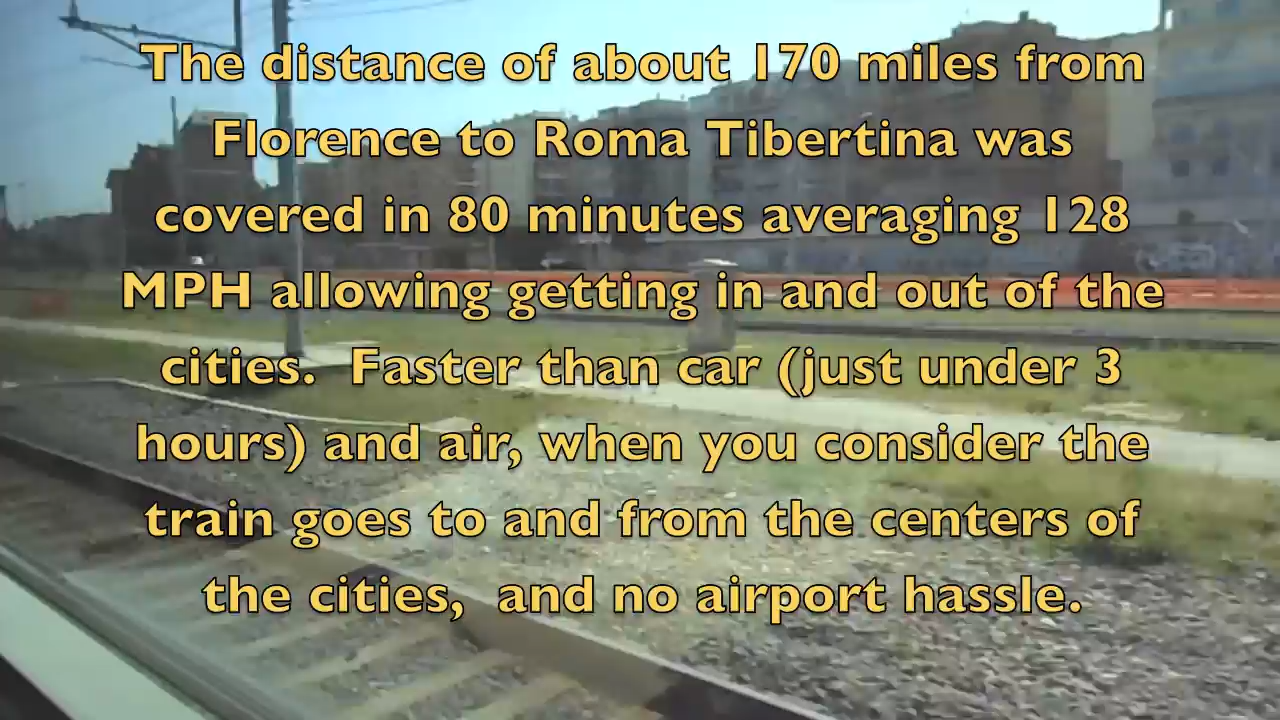 The distance of about 170 miles from
Florence to Roma Tibertina was
covered in 80 minutes averaging 128
MPH allowing getting in and out of the
cities.  Faster than car (just under 3
hours) and air, when you consider the
train goes to and from the centers of
the cities,  and no airport hassle.